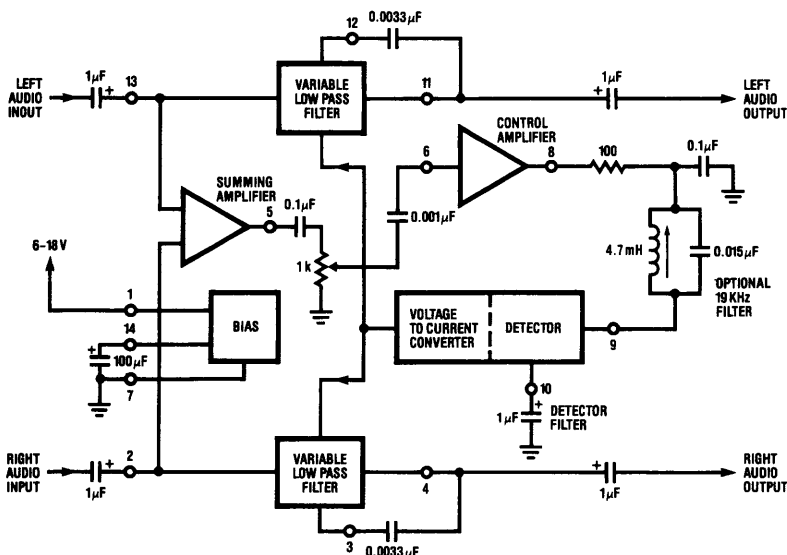 12
0.0033µF
LEFT
AUDIO
INOUT
1µF
+
13
VARIABLE
LOW PASS
FILTER
11
+
1µF
LEFT
AUDIO
OUTPUT
SUMMING
AMPLIFIER
5
0.1µF
1k
6
0.001µF
CONTROL
AMPLIFIER
8
100
0.1µF
4.7mH
0.015µF
OPTIONAL
19KHz
FILTER
6–18V
1
14
+
100µF
7
BIAS
VOLTAGE
TO CURRENT
CONVERTER
DETECTOR
9
10
+
1µF
DETECTOR
FILTER
RIGHT
AUDIO
INPUT
+
1µF
2
VARIABLE
LOW PASS
FILTER
4
+
1µF
RIGHT
AUDIO
OUTPUT
3
0.0033µF